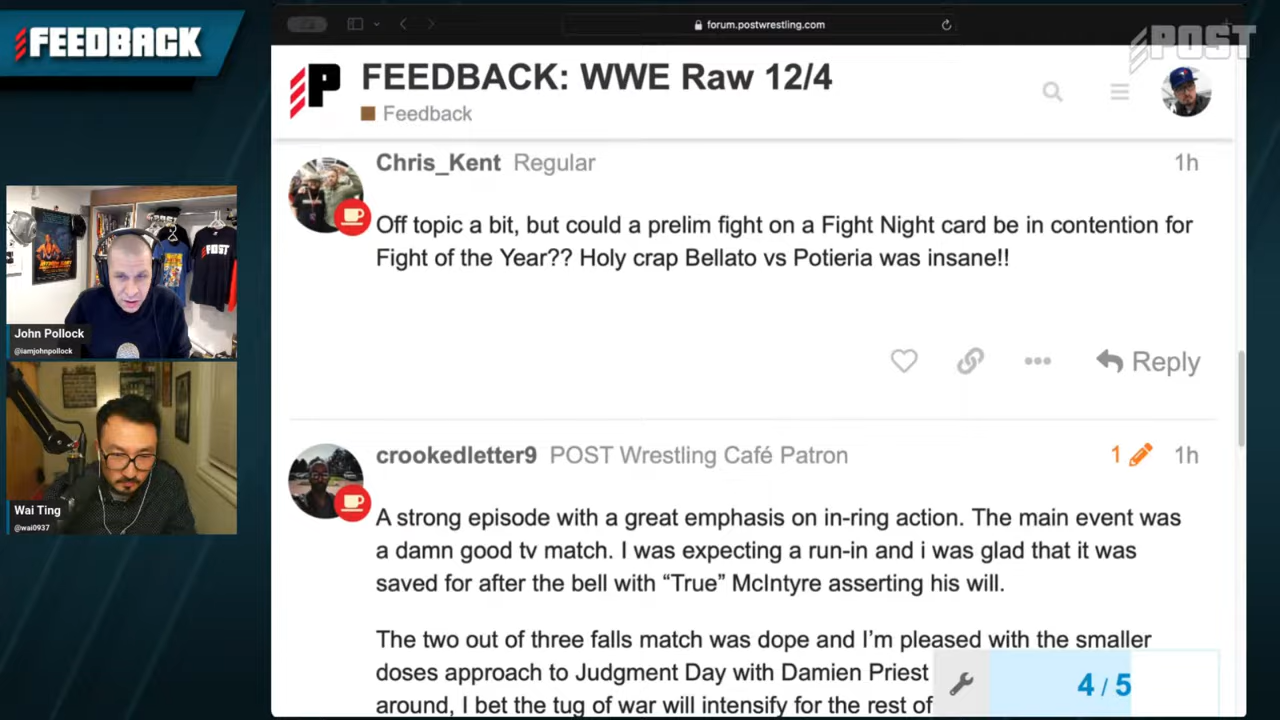 FEEDBACK
forum.postwrestling.com
POST
P
FEEDBACK: WWE Raw 12/4
Feedback
Chris_Kent Regular 1h
Off topic a bit, but could a prelim fight on a Fight Night card be in contention for
Fight of the Year?? Holy crap Bellato vs Potieria was insane!!
Reply
crookedletter9 POST Wrestling Café Patron 1 1h
A strong episode with a great emphasis on in-ring action. The main event was
a damn good tv match. I was expecting a run-in and i was glad that it was
saved for after the bell with “True” McIntyre asserting his will.
The two out of three falls match was dope and I’m pleased with the smaller
doses approach to Judgment Day with Damien Priest
around, I bet the tug of war will intensify for the rest of
4 / 5
POST
John Pollock
@iamjohnpollock
Wai Ting
@wai0937